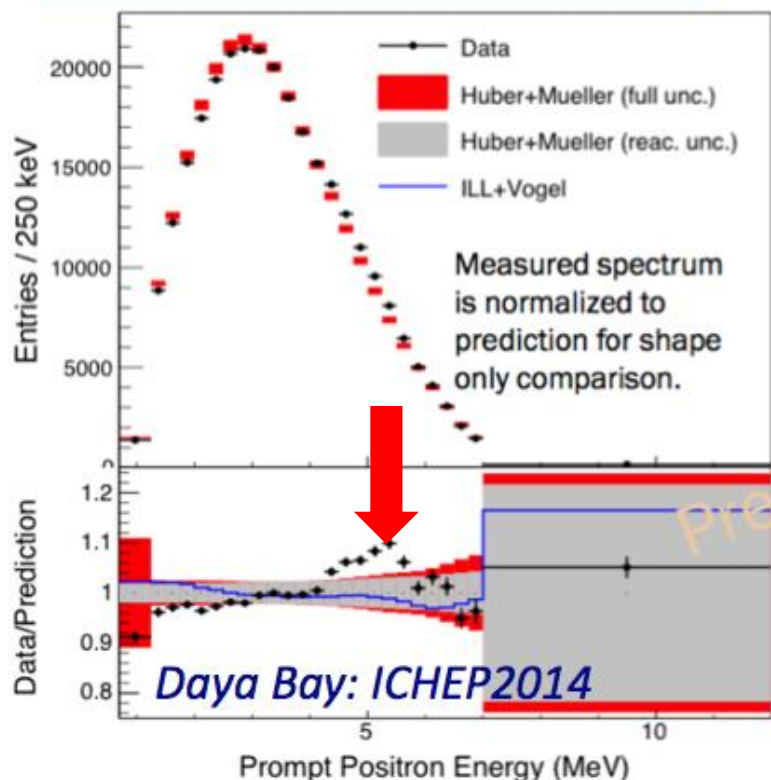 Entries / 250 keV
20000
15000
10000
5000
0
Data
Huber+Mueller (full unc.)
Huber+Mueller (reac. unc.)
ILL+Vogel
Measured spectrum
is normalized to
prediction for shape
only comparison.
Data/Prediction
1.2
1.1
1
0.9
0.8
Pre
Daya Bay: ICHEP2014
5
10
Prompt Positron Energy (MeV)